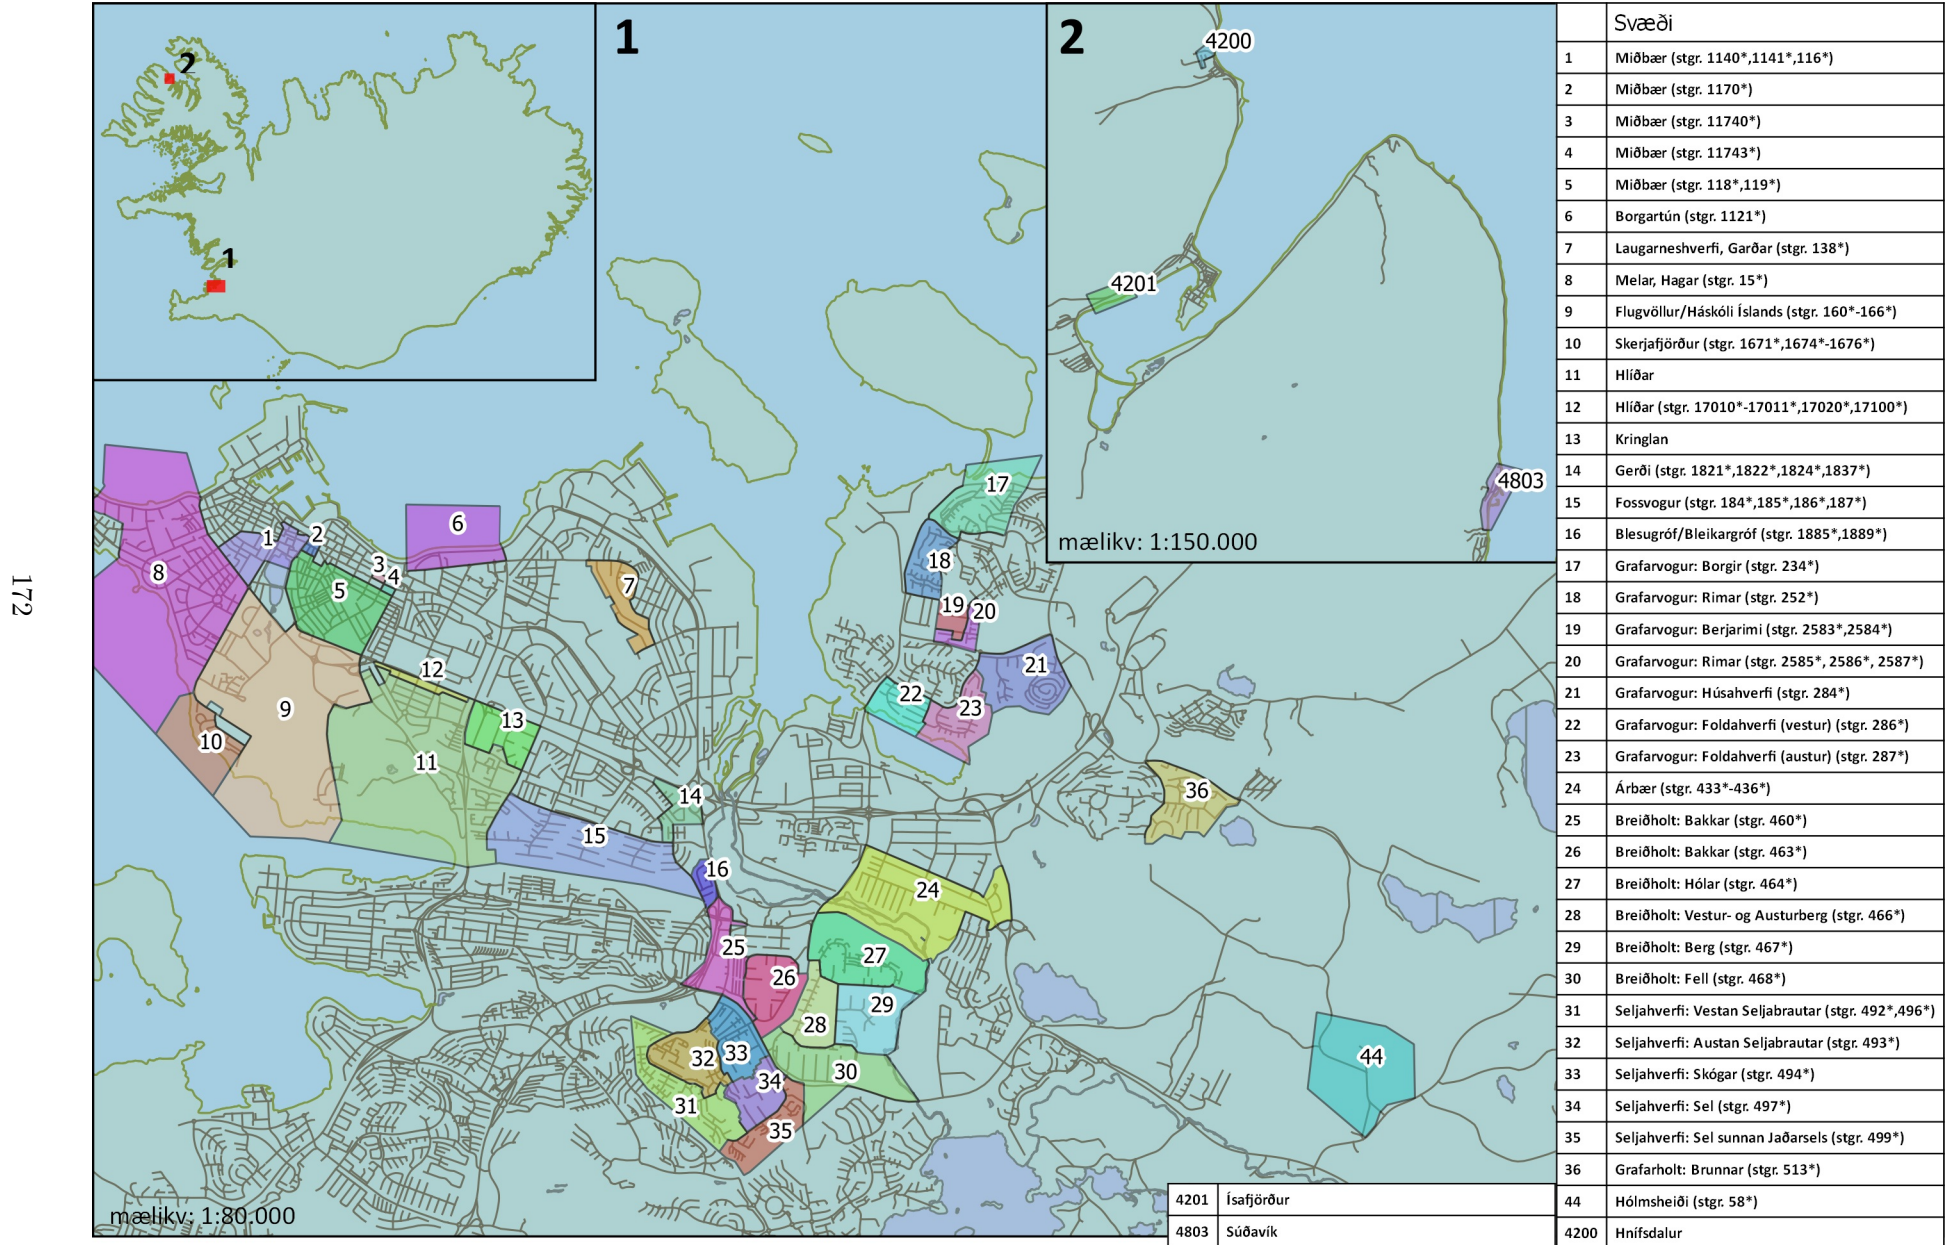 172
2
1
1
2
4200
4201
4803
mælikv: 1:150.000
17
6
1
2
3
4
18
8
5
7
19
20
12
21
22
23
9
13
10
11
14
36
15
16
24
25
27
26
29
28
32
33
44
30
34
31
35
mælikv: 1:80.000
Svæði
1 Miðbær (stgr. 1140*,1141*,116*)
2 Miðbær (stgr. 1170*)
3 Miðbær (stgr. 11740*)
4 Miðbær (stgr. 11743*)
5 Miðbær (stgr. 118*,119*)
6 Borgartún (stgr. 1121*)
7 Laugarneshverfi, Garðar (stgr. 138*)
8 Melar, Hagar (stgr. 15*)
9 Flugvöllur/Háskóli Íslands (stgr. 160*-166*)
10 Skerjafjörður (stgr. 1671*,1674*-1676*)
11 Hlíðar
12 Hlíðar (stgr. 17010*-17011*,17020*,17100*)
13 Kringlan
14 Gerði (stgr. 1821*,1822*,1824*,1837*)
15 Fossvogur (stgr. 184*,185*,186*,187*)
16 Blesugróf/Bleikargróf (stgr. 1885*,1889*)
17 Grafarvogur: Borgir (stgr. 234*)
18 Grafarvogur: Rimar (stgr. 252*)
19 Grafarvogur: Berjarimi (stgr. 2583*,2584*)
20 Grafarvogur: Rimar (stgr. 2585*, 2586*, 2587*)
21 Grafarvogur: Húsahverfi (stgr. 284*)
22 Grafarvogur: Foldahverfi (vestur) (stgr. 286*)
23 Grafarvogur: Foldahverfi (austur) (stgr. 287*)
24 Árbær (stgr. 433*-436*)
25 Breiðholt: Bakkar (stgr. 460*)
26 Breiðholt: Bakkar (stgr. 463*)
27 Breiðholt: Hólar (stgr. 464*)
28 Breiðholt: Vestur- og Austurberg (stgr. 466*)
29 Breiðholt: Berg (stgr. 467*)
30 Breiðholt: Fell (stgr. 468*)
31 Seljahverfi: Vestan Seljabrautar (stgr. 492*,496*)
32 Seljahverfi: Austan Seljabrautar (stgr. 493*)
33 Seljahverfi: Skógar (stgr. 494*)
34 Seljahverfi: Sel (stgr. 497*)
35 Seljahverfi: Sel sunnan Jaðarsels (stgr. 499*)
36 Grafarholt: Brunnar (stgr. 513*)
44 Hólmsheiði (stgr. 58*)
4200 Hnífsdalur
4201 Ísafjörður
4803 Súðavík